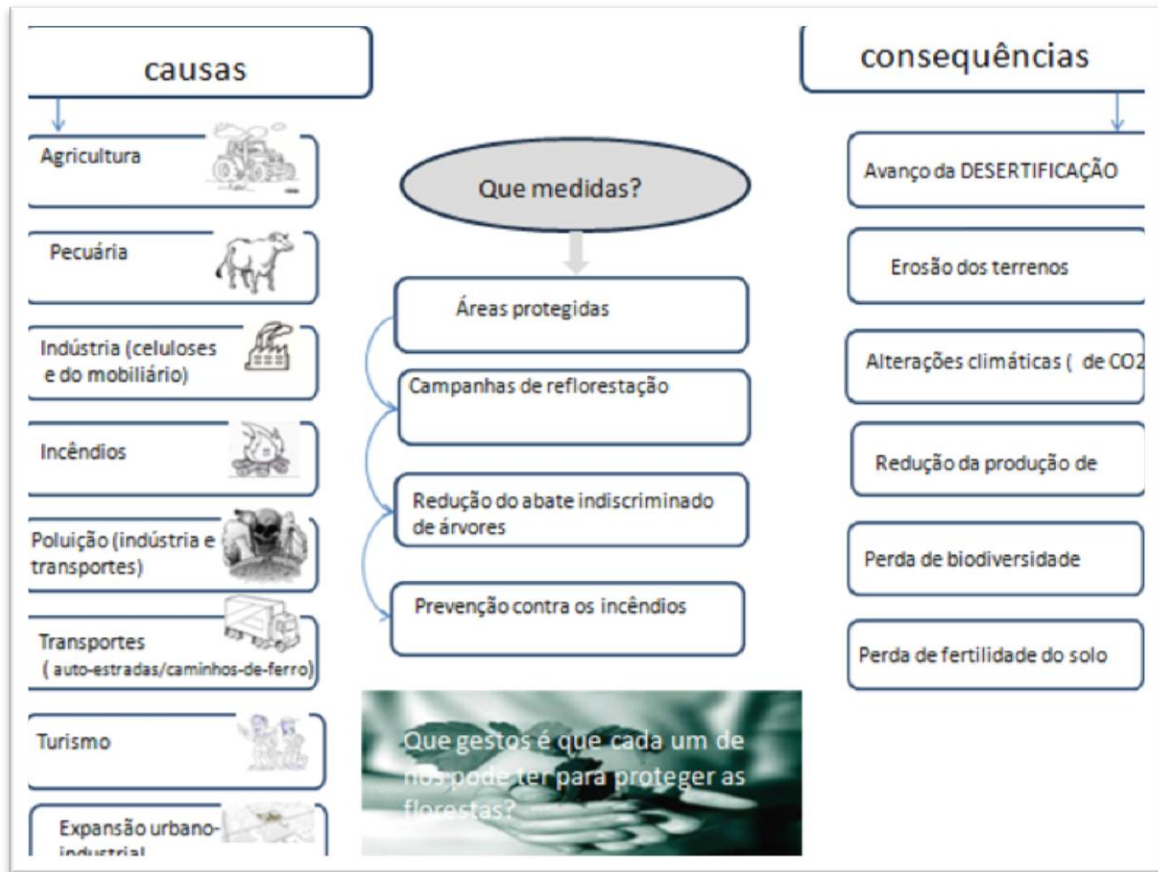 causas
Agricultura
Pecuária
Indústria (celuloses
e do mobiliário)
Incêndios
Poluição (indústria e
transportes)
Transportes
( auto-estradas/caminhos-de-ferro)
Turismo
Expansão urbano-
industrial
Que medidas?
Áreas protegidas
Campanhas de reflorestação
Redução do abate indiscriminado
de árvores
Prevenção contra os incêndios
Que gestos é que cada um de
nós pode ter para proteger as
florestas?
consequências
Avanço da DESERTIFICAÇÃO
Erosão dos terrenos
Alterações climáticas ( de CO2
Redução da produção de
Perda de biodiversidade
Perda de fertilidade do solo